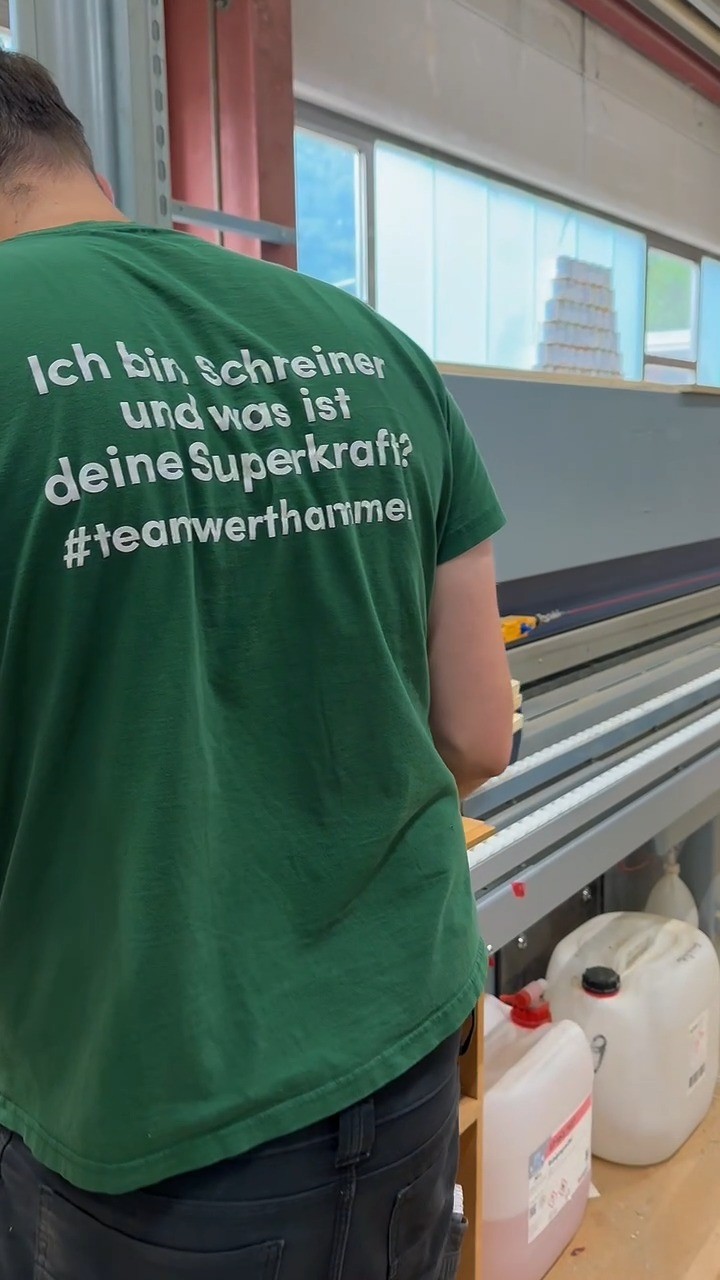 Ich bin Schreiner
und was ist
deine Superkraft?
#teamwerthammer